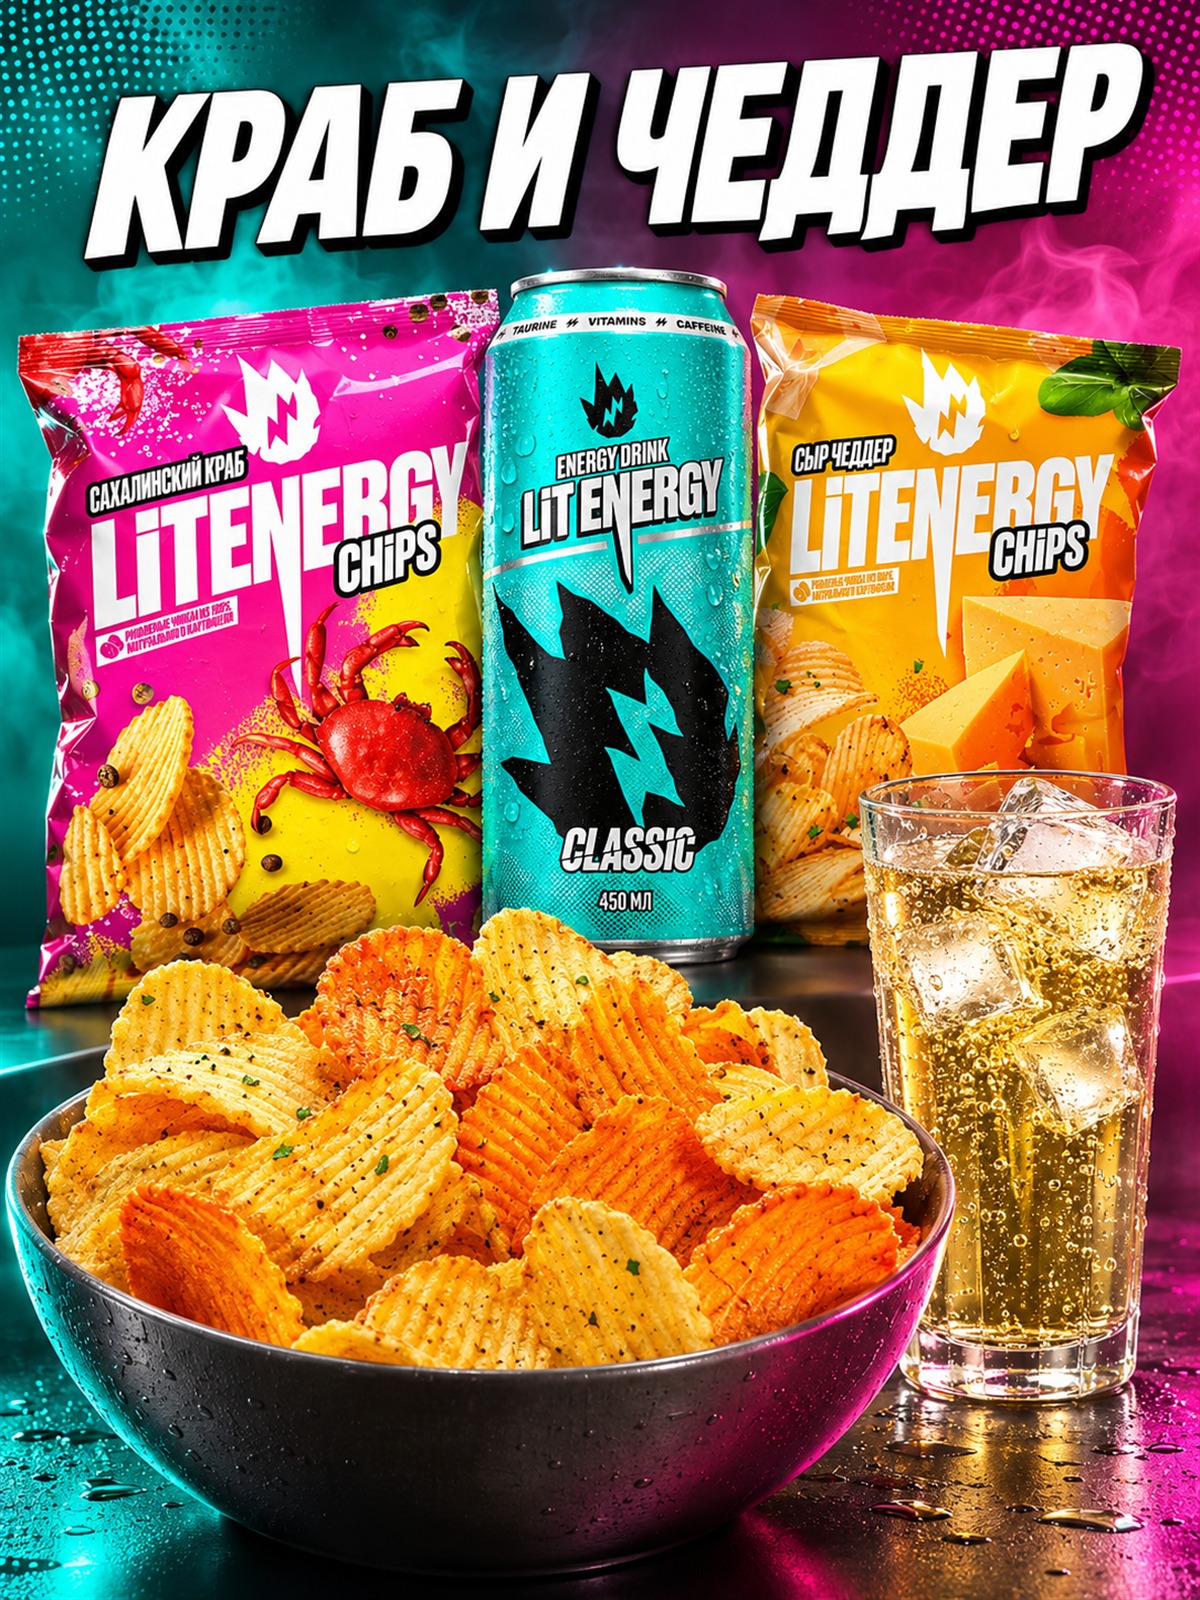 КРАБ И ЧЕДДЕР
САХАЛИНСКИЙ КРАБ
LiTENERGY
CHiPS
TAURINE VITAMINS CAFFEINE
ENERGY DRINK
LiT ENERGY
CLASSIC
450 МЛ
СЫР ЧЕДДЕР
LiTENERGY
CHiPS